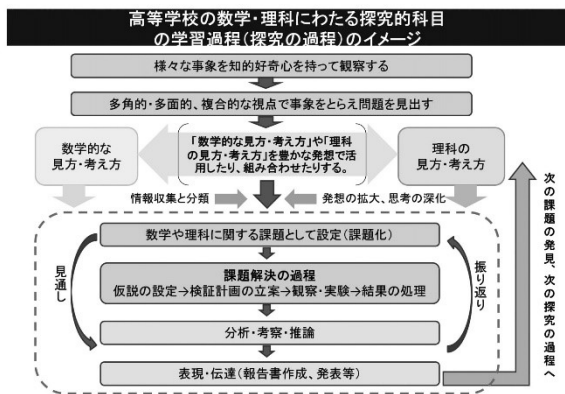 高等学校の数学・理科にわたる探究的科目
の学習過程(探究の過程)のイメージ
様々な事象を知的好奇心を持って観察する
多角的・多面的、複合的な視点で事象をとらえ問題を見出す
数学的な
見方・考え方
「数学的な見方・考え方」や「理科
の見方・考え方」を豊かな発想で活
用したり、組み合わせたりする。
理科の
見方・考え方
情報収集と分類
発想の拡大、思考の深化
数学や理科に関する課題として設定(課題化)
課題解決の過程
仮説の設定→検証計画の立案→観察・実験→結果の処理
分析・考察・推論
表現・伝達(報告書作成、発表等)
見通し
振り返り
次の課題の発見、次の探究の過程へ